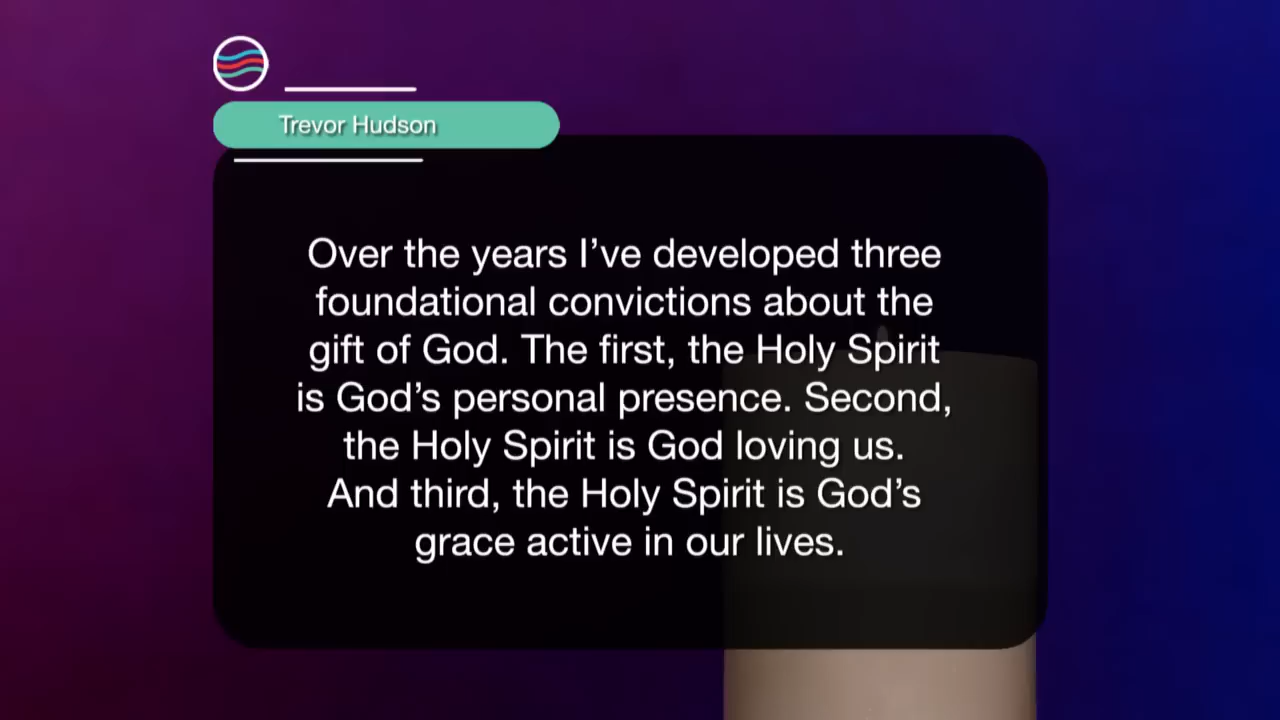 Trevor Hudson
Over the years I’ve developed three
foundational convictions about the
gift of God. The first, the Holy Spirit
is God’s personal presence. Second,
the Holy Spirit is God loving us.
And third, the Holy Spirit is God’s
grace active in our lives.